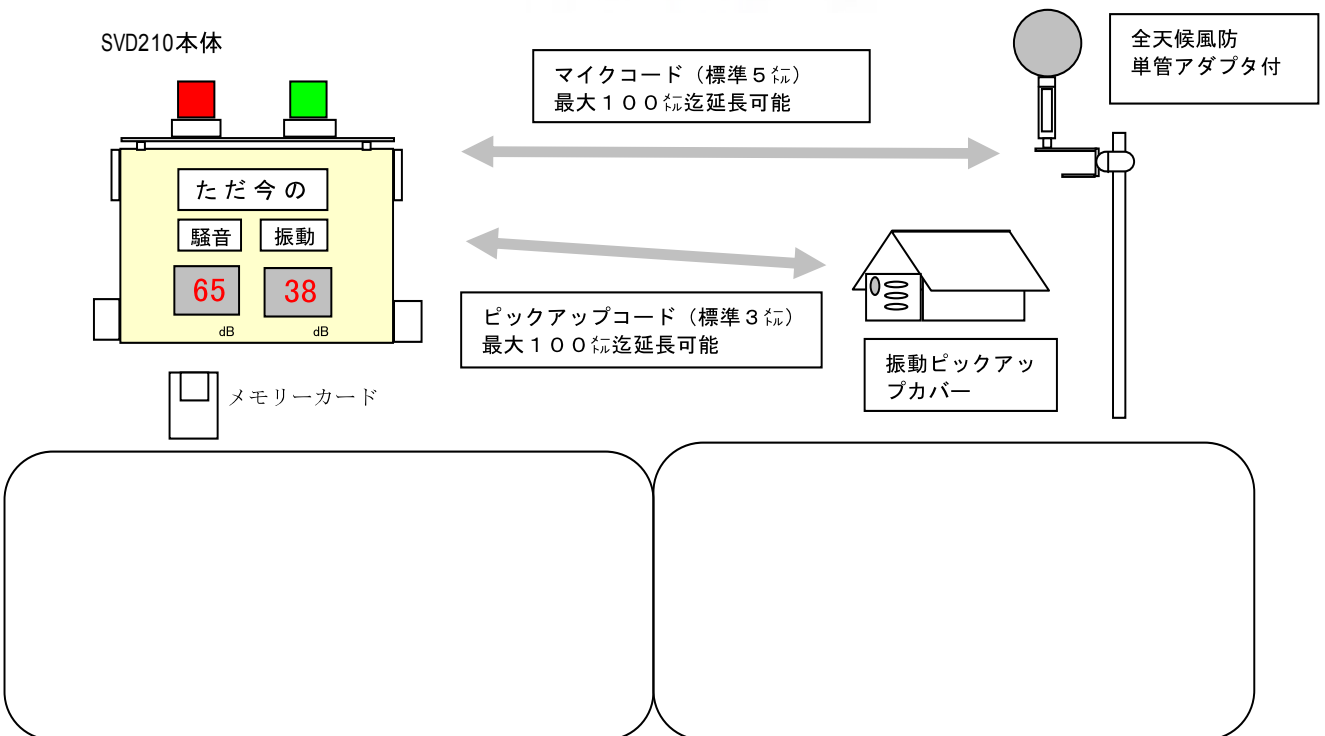 SVD210本体
全天候風防
単管アダプタ付
マイクコード（標準５㍍）
最大１００㍍迄延長可能
ただ今の
騒音
振動
65
38
dB
dB
ピックアップコード（標準３㍍）
最大１００㍍迄延長可能
振動ピックアッ
プカバー
メモリーカード